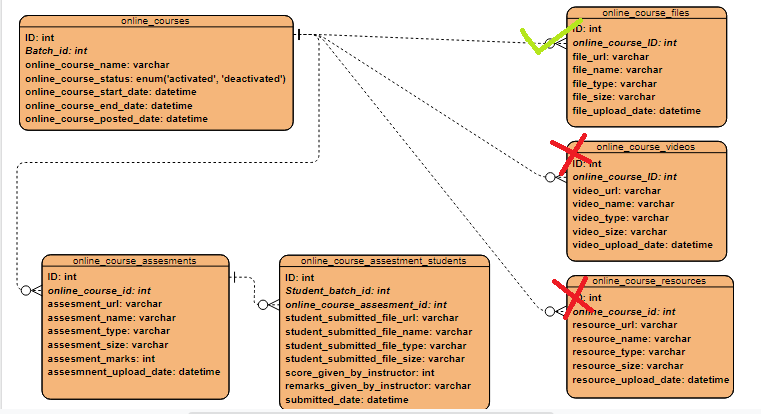 online_courses
ID: int
Batch_id: int
online_course_name: varchar
online_course_status: enum('activated', 'deactivated')
online_course_start_date: datetime
online_course_end_date: datetime
online_course_posted_date: datetime
online_course_files
ID: int
online_course_ID: int
file_url: varchar
file_name: varchar
file_type: varchar
file_size: varchar
file_upload_date: datetime
online_course_videos
ID: int
online_course_ID: int
video_url: varchar
video_name: varchar
video_type: varchar
video_size: varchar
video_upload_date: datetime
online_course_assesments
ID: int
online_course_id: int
assesment_url: varchar
assesment_name: varchar
assesment_type: varchar
assesment_size: varchar
assesment_marks: int
assesmnent_upload_date: datetime
online_course_assestment_students
ID: int
Student_batch_id: int
online_course_assesment_id: int
student_submitted_file_url: varchar
student_submitted_file_name: varchar
student_submitted_file_type: varchar
student_submitted_file_size: varchar
score_given_by_instructor: int
remarks_given_by_instructor: varchar
submitted_date: datetime
online_course_resources
ID: int
online_course_id: int
resource_url: varchar
resource_name: varchar
resource_type: varchar
resource_size: varchar
resource_upload_date: datetime